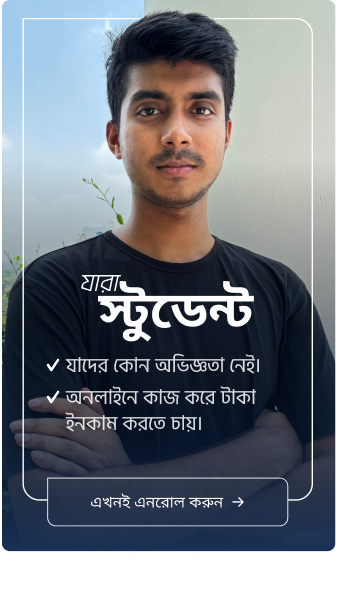 যারা
স্টুডেন্ট
যাদের কোন অভিজ্ঞতা নেই।
অনলাইনে কাজ করে টাকা
ইনকাম করতে চায়।
এখনই এনরোল করুন →